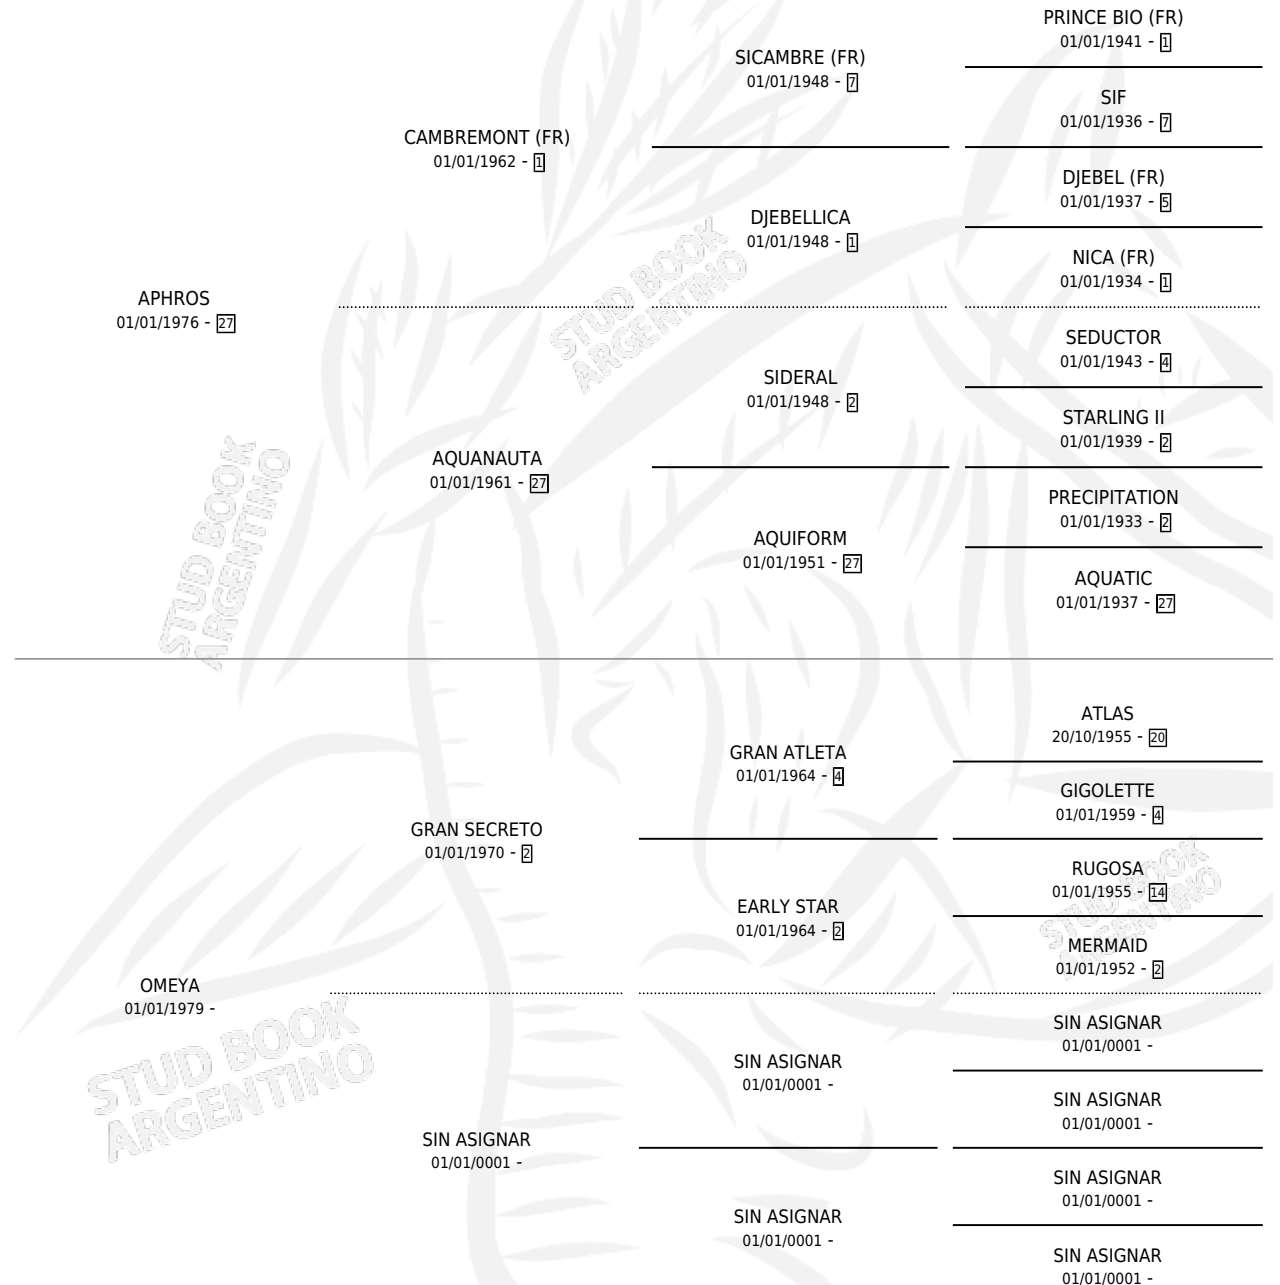 PRINCE BIO (FR)
01/01/1941 - 1
SICAMBRE (FR)
01/01/1948 - 7
SIF
01/01/1936 - 7
CAMBREMONT (FR)
01/01/1962 - 1
DJEBEL (FR)
01/01/1937 - 5
DJEBELLICA
01/01/1948 - 1
NICA (FR)
01/01/1934 - 1
APHROS
01/01/1976 - 27
SEDUCTOR
01/01/1943 - 4
SIDERAL
01/01/1948 - 2
STARLING II
01/01/1939 - 2
AQUANAUTA
01/01/1961 - 27
PRECIPITATION
01/01/1933 - 2
AQUIFORM
01/01/1951 - 27
AQUATIC
01/01/1937 - 27
STUD BOOK
ARGENTINO
STUD BOOK
ARGENTINO
ATLAS
20/10/1955 - 20
GRAN ATLETA
01/01/1964 - 4
GIGOLETTE
01/01/1959 - 4
GRAN SECRETO
01/01/1970 - 2
RUGOSA
01/01/1955 - 14
EARLY STAR
01/01/1964 - 2
MERMAID
01/01/1952 - 2
OMEYA
01/01/1979 -
SIN ASIGNAR
01/01/0001 -
SIN ASIGNAR
01/01/0001 -
SIN ASIGNAR
01/01/0001 -
SIN ASIGNAR
01/01/0001 -
SIN ASIGNAR
01/01/0001 -
SIN ASIGNAR
01/01/0001 -
SIN ASIGNAR
01/01/0001 -
STUD BOOK
ARGENTINO
STUD BOOK
ARGENTINO